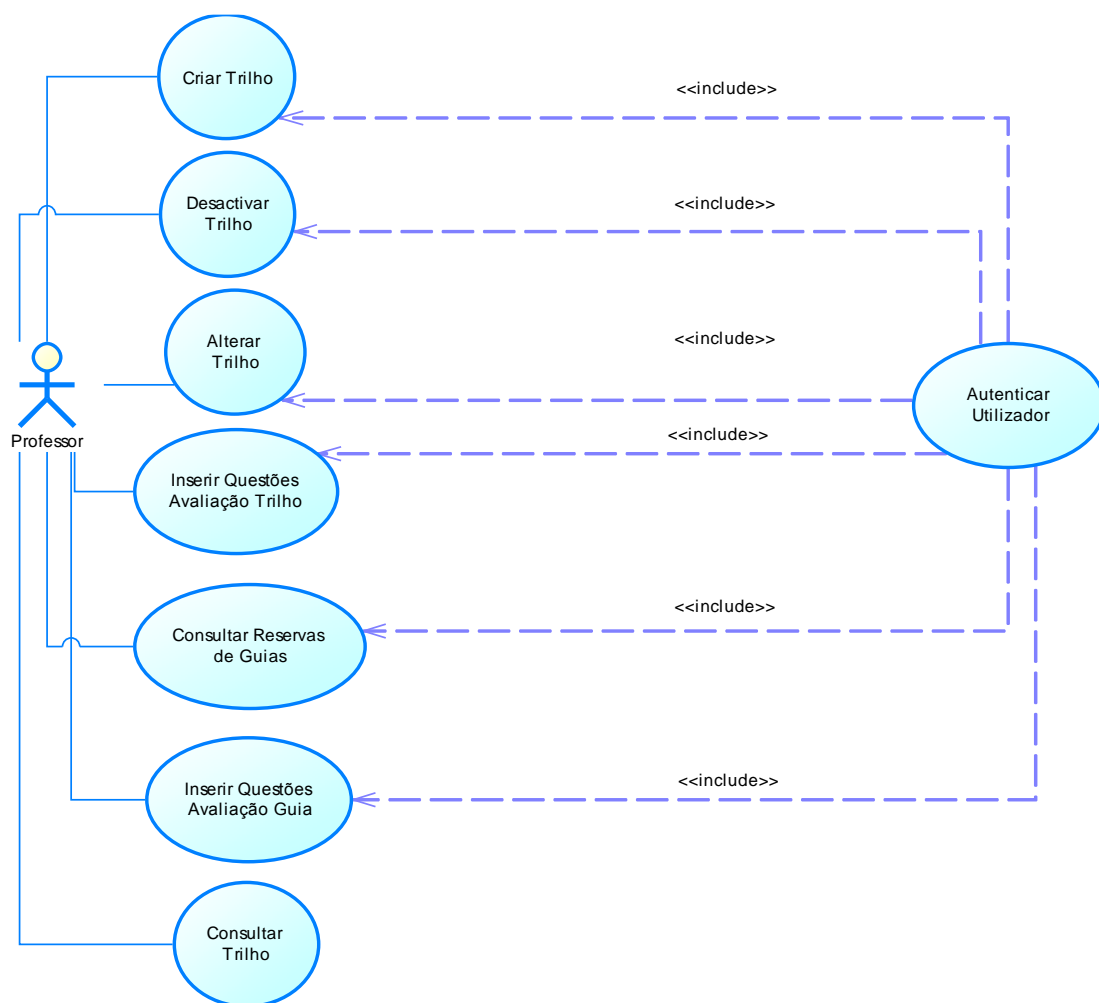 Criar Trilho
<<include>>
Desactivar
Trilho
<<include>>
Alterar
Trilho
<<include>>
Autenticar
Utilizador
Professor
<<include>>
Inserir Questões
Avaliação Trilho
Consultar Reservas
de Guias
<<include>>
Inserir Questões
Avaliação Guia
<<include>>
Consultar
Trilho